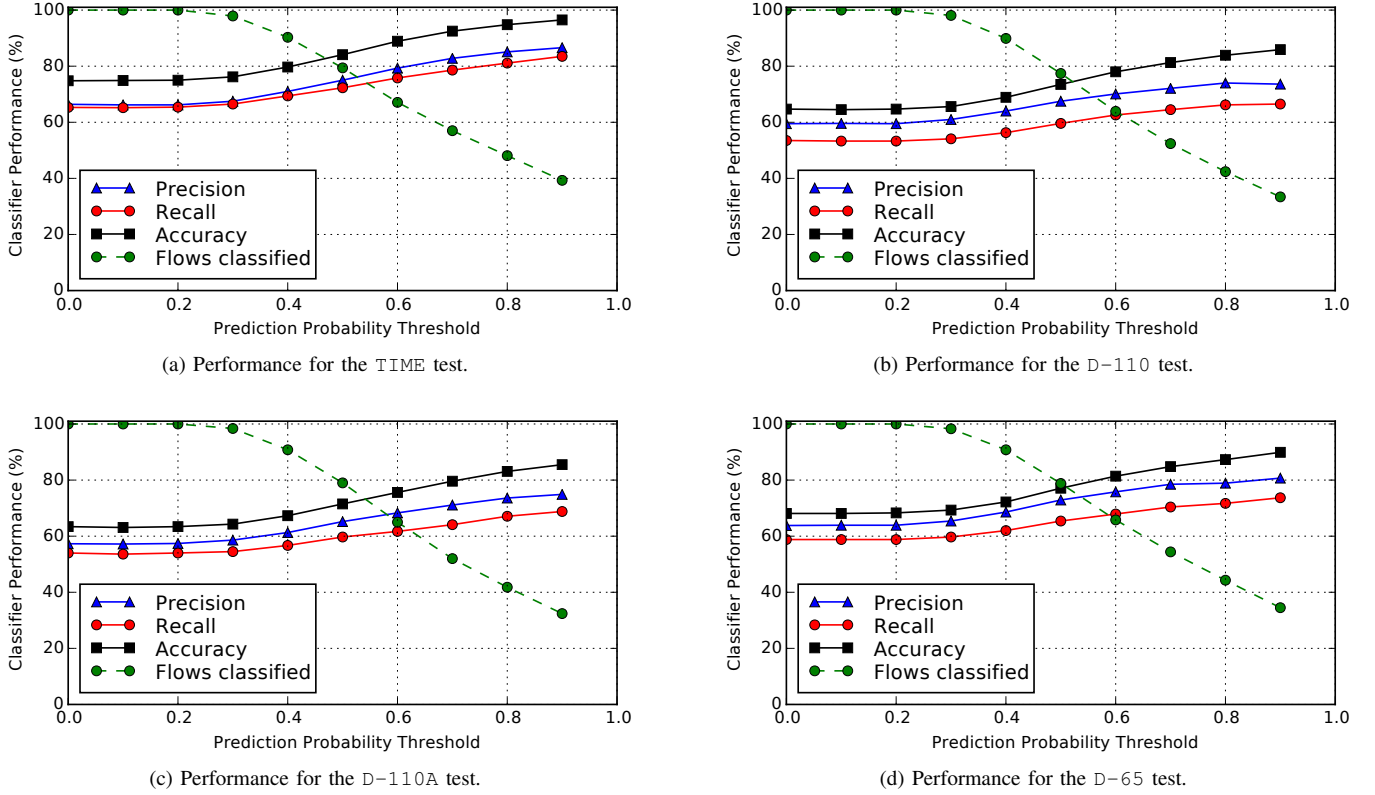 100
80
60
40
20
0
Classifier Performance (%)
Precision
Recall
Accuracy
Flows classified
0.0 0.2 0.4 0.6 0.8 1.0
Prediction Probability Threshold
(a) Performance for the TIME test.
100
80
60
40
20
0
Classifier Performance (%)
Precision
Recall
Accuracy
Flows classified
0.0 0.2 0.4 0.6 0.8 1.0
Prediction Probability Threshold
(b) Performance for the D-110 test.
100
80
60
40
20
0
Classifier Performance (%)
Precision
Recall
Accuracy
Flows classified
0.0 0.2 0.4 0.6 0.8 1.0
Prediction Probability Threshold
(c) Performance for the D-110A test.
100
80
60
40
20
0
Classifier Performance (%)
Precision
Recall
Accuracy
Flows classified
0.0 0.2 0.4 0.6 0.8 1.0
Prediction Probability Threshold
(d) Performance for the D-65 test.